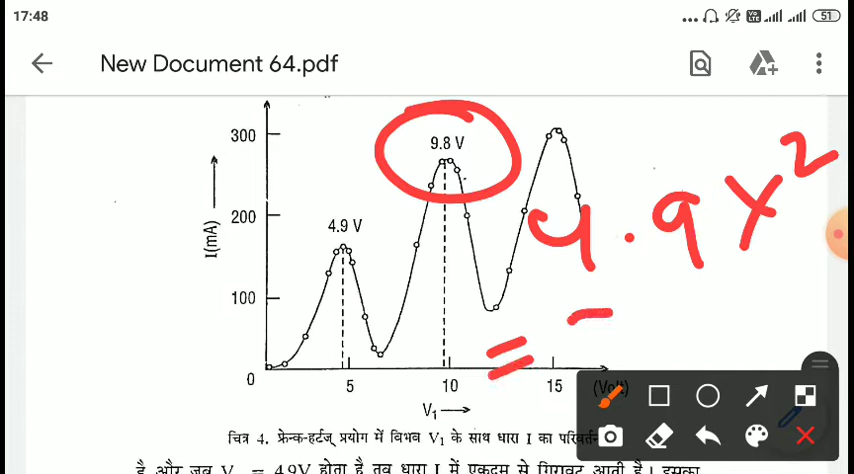 17:48
51
New Document 64.pdf
300
9.8 V
4.9 x 2
200
4.9 V
I(mA)
100
=
0
5
10
15
(Volt)
V₁
चित्र 4. फ्रेन्क-हर्टज् प्रयोग में विभव V₁ के साथ धारा I का परिवर्तन
है और जब V = 4.9V होता है तब धारा I में एकदम से गिरावट आती है। इसका